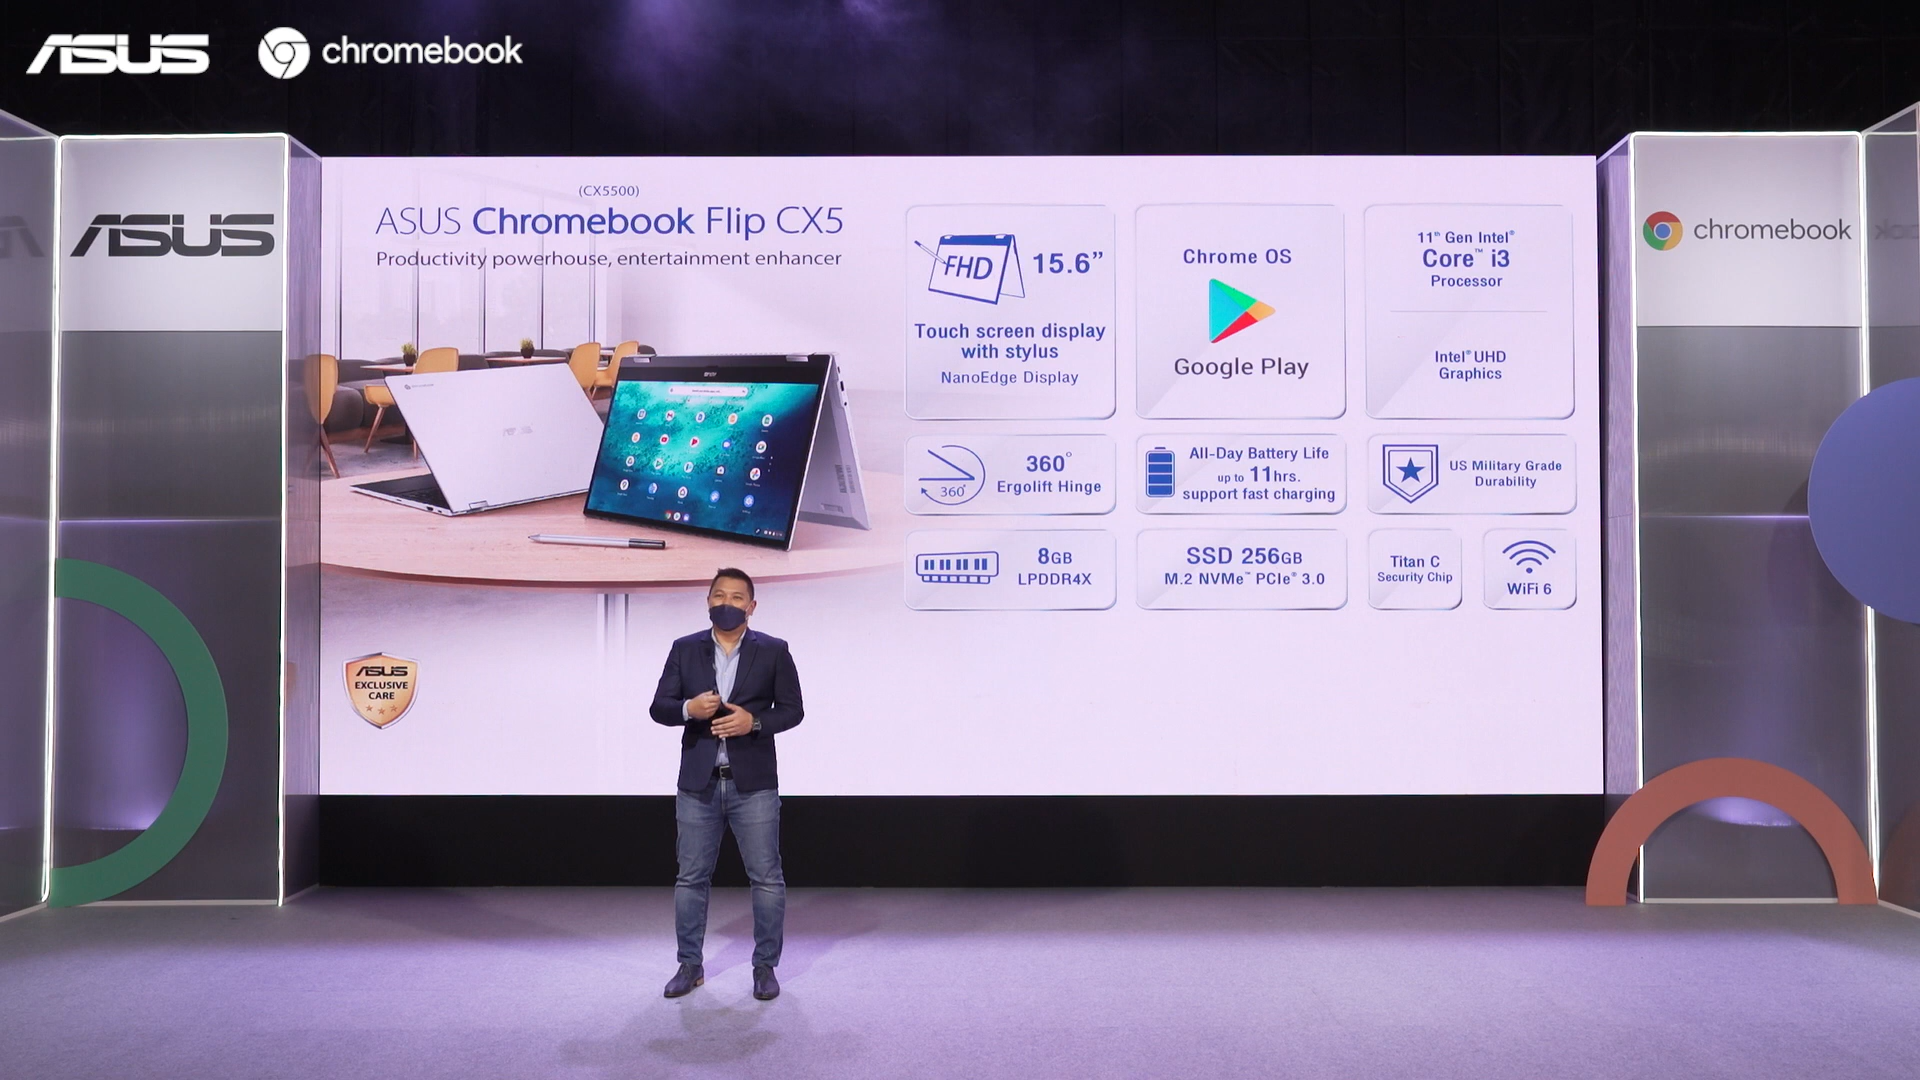 ASUS chromebook
ASUS
(CX5500)
ASUS Chromebook Flip CX5
Productivity powerhouse, entertainment enhancer
FHD 15.6”
Touch screen display
with stylus
NanoEdge Display
Chrome OS
Google Play
11th Gen Intel®
Core™ i3
Processor
Intel® UHD
Graphics
360°
360°
Ergolift Hinge
All-Day Battery Life
up to 11hrs.
support fast charging
US Military Grade
Durability
8GB
LPDDR4X
SSD 256GB
M.2 NVMe™ PCIe® 3.0
Titan C
Security Chip
WiFi 6
ASUS
EXCLUSIVE
CARE
chromebook